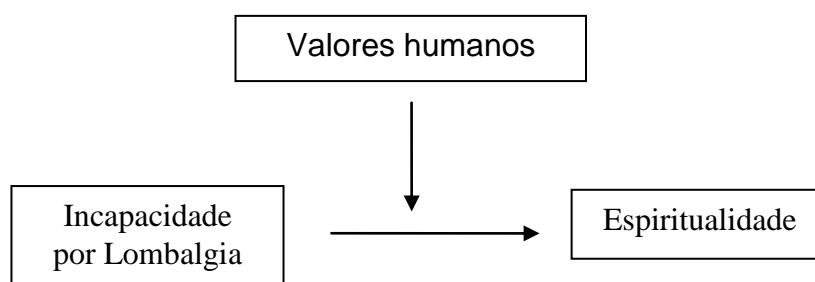 Valores humanos
Incapacidade
por Lombalgia
Espiritualidade